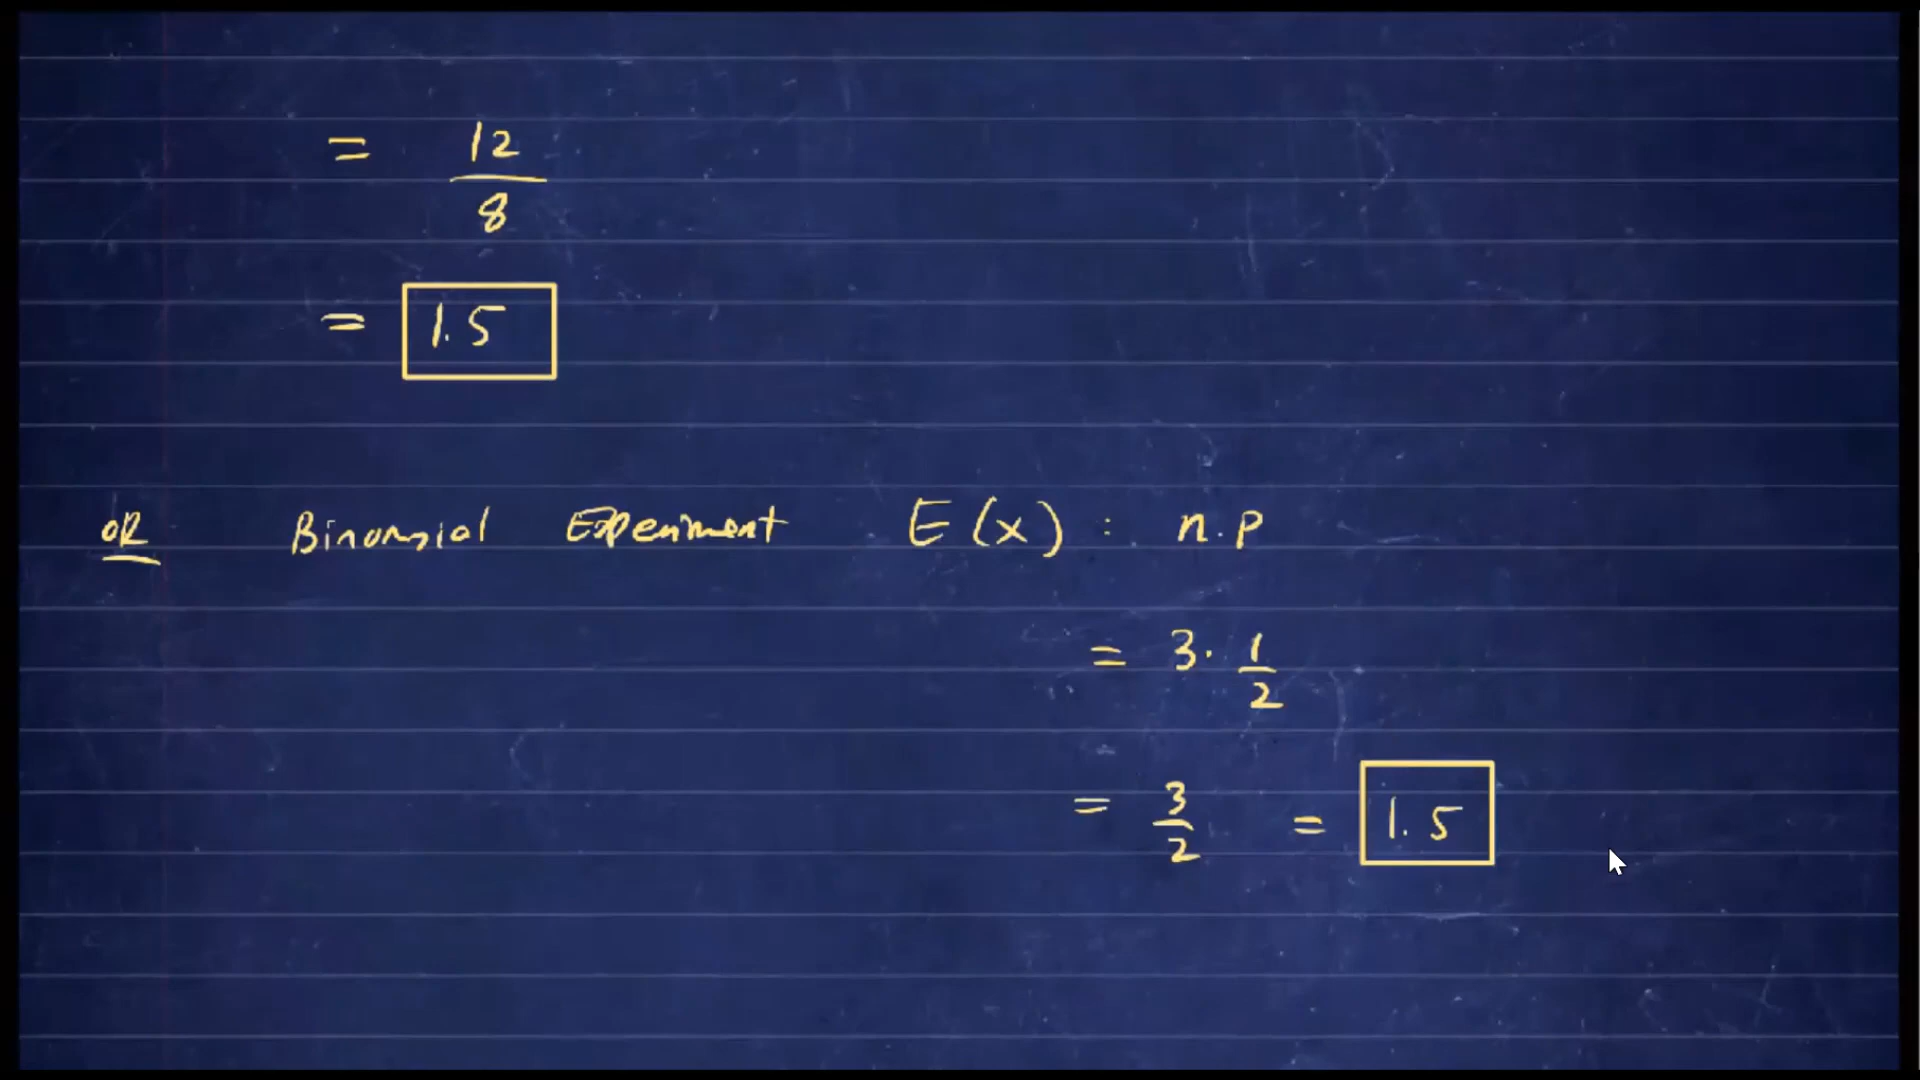 = 12/8
= 1.5
OR Binomial Experiment E(x) : n.p
= 3. 1/2
= 3/2 = 1.5